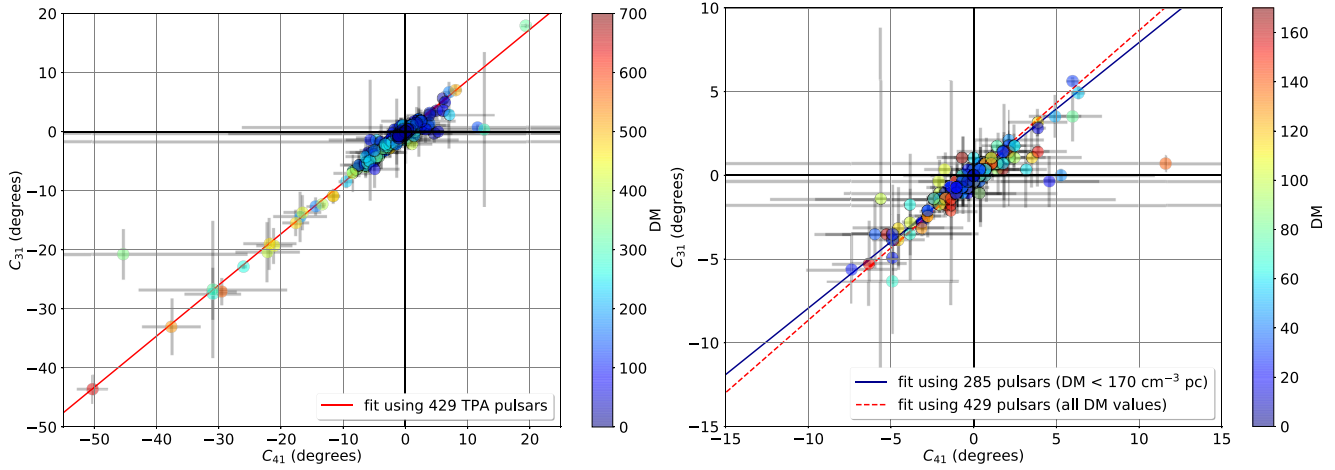 20
10
0
−10
−20
−30
−40
−50
C31 (degrees)
−50 −40 −30 −20 −10 0 10 20
C41 (degrees)
fit using 429 TPA pulsars
700
600
500
400
300
200
100
0
DM
10
5
0
−5
−10
−15
C31 (degrees)
−15 −10 −5 0 5 10 15
C41 (degrees)
fit using 285 pulsars (DM < 170 cm⁻³ pc)
fit using 429 pulsars (all DM values)
160
140
120
100
80
60
40
20
0
DM